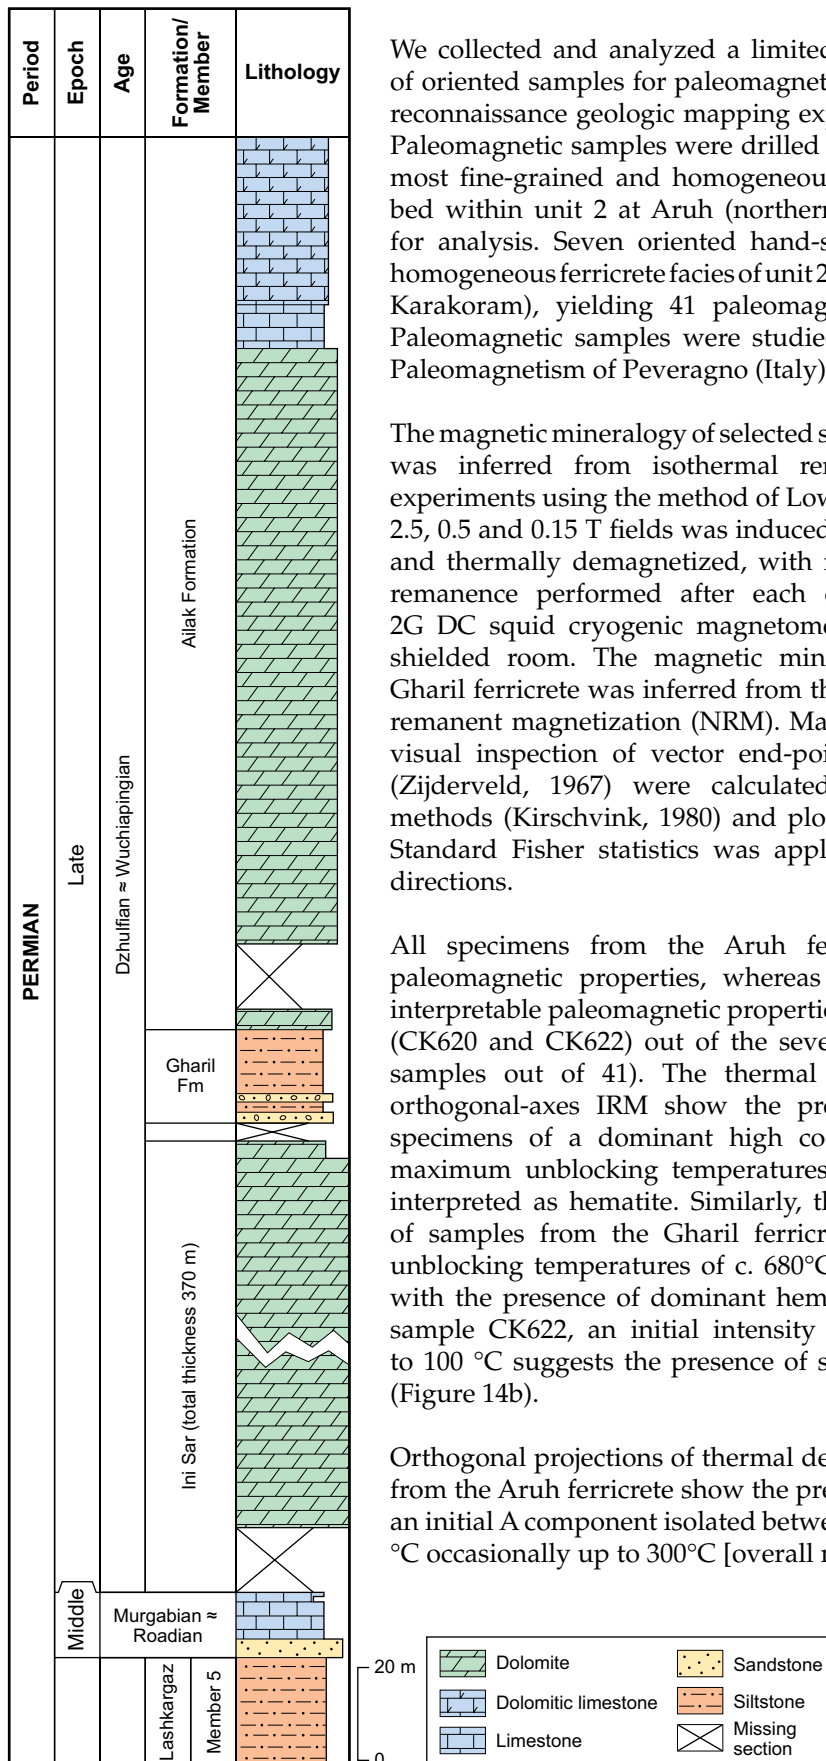 Period
Epoch
Age
Formation/
Member
Lithology
PERMIAN
Late
Middle
Dzhulfian ≈ Wuchiapingian
Murgabian ≈
Roadian
Ailak Formation
Gharil
Fm
Ini Sar (total thickness 370 m)
Lashkargaz
Member 5
20 m
0
Dolomite
Dolomitic limestone
Limestone
Sandstone
Siltstone
Missing
section
We collected and analyzed a limited
of oriented samples for paleomagnet
reconnaissance geologic mapping ex
Paleomagnetic samples were drilled
most fine-grained and homogeneou
bed within unit 2 at Aruh (northern
for analysis. Seven oriented hand-s
homogeneous ferricrete facies of unit 2
Karakoram), yielding 41 paleomag
Paleomagnetic samples were studie
Paleomagnetism of Peveragno (Italy)
The magnetic mineralogy of selected s
was inferred from isothermal re
experiments using the method of Low
2.5, 0.5 and 0.15 T fields was induced
and thermally demagnetized, with
remanence performed after each
2G DC squid cryogenic magnetome
shielded room. The magnetic min
Gharil ferricrete was inferred from th
remanent magnetization (NRM). Ma
visual inspection of vector end-poi
(Zijderveld, 1967) were calculated
methods (Kirschvink, 1980) and plo
Standard Fisher statistics was appl
directions.
All specimens from the Aruh fe
paleomagnetic properties, whereas
interpretable paleomagnetic propertie
(CK620 and CK622) out of the seve
samples out of 41). The thermal
orthogonal-axes IRM show the pre
specimens of a dominant high co
maximum unblocking temperatures
interpreted as hematite. Similarly, th
of samples from the Gharil ferricr
unblocking temperatures of c. 680°C
with the presence of dominant hem
sample CK622, an initial intensity
to 100 °C suggests the presence of s
(Figure 14b).
Orthogonal projections of thermal de
from the Aruh ferricrete show the pre
an initial A component isolated betwe
°C occasionally up to 300°C [overall